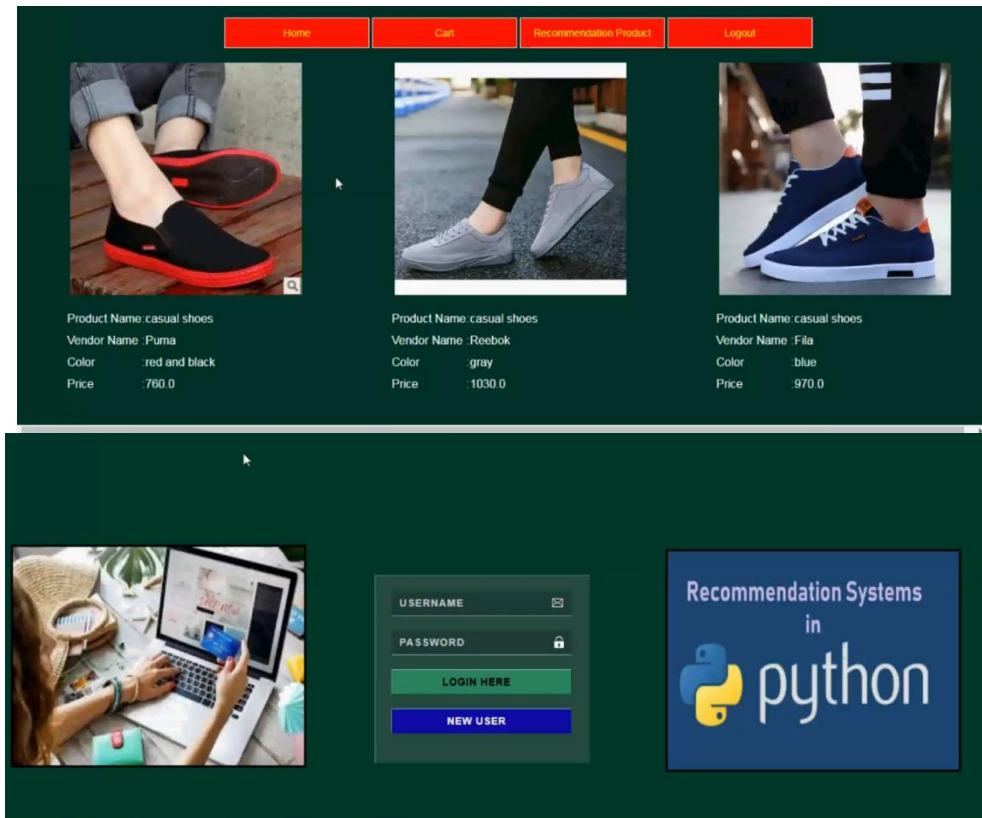 Home Cart Recommendation Product Logout
Product Name:casual shoes
Vendor Name :Puma
Color :red and black
Price :760.0
Product Name:casual shoes
Vendor Name :Reebok
Color :gray
Price :1030.0
Product Name:casual shoes
Vendor Name :Fila
Color :blue
Price :970.0
USERNAME
PASSWORD
LOGIN HERE
NEW USER
Recommendation Systems
in
python